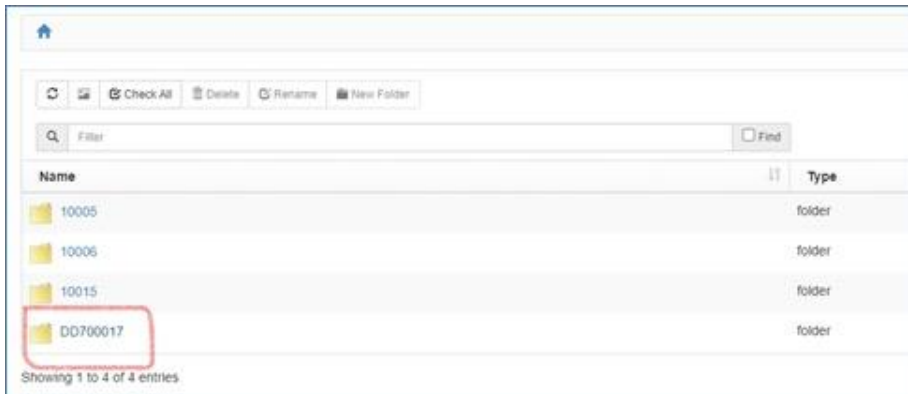 Check All Delete Rename New Folder
Filter Find
Name Type
10005 folder
10006 folder
10015 folder
DD700017 folder
Showing 1 to 4 of 4 entries